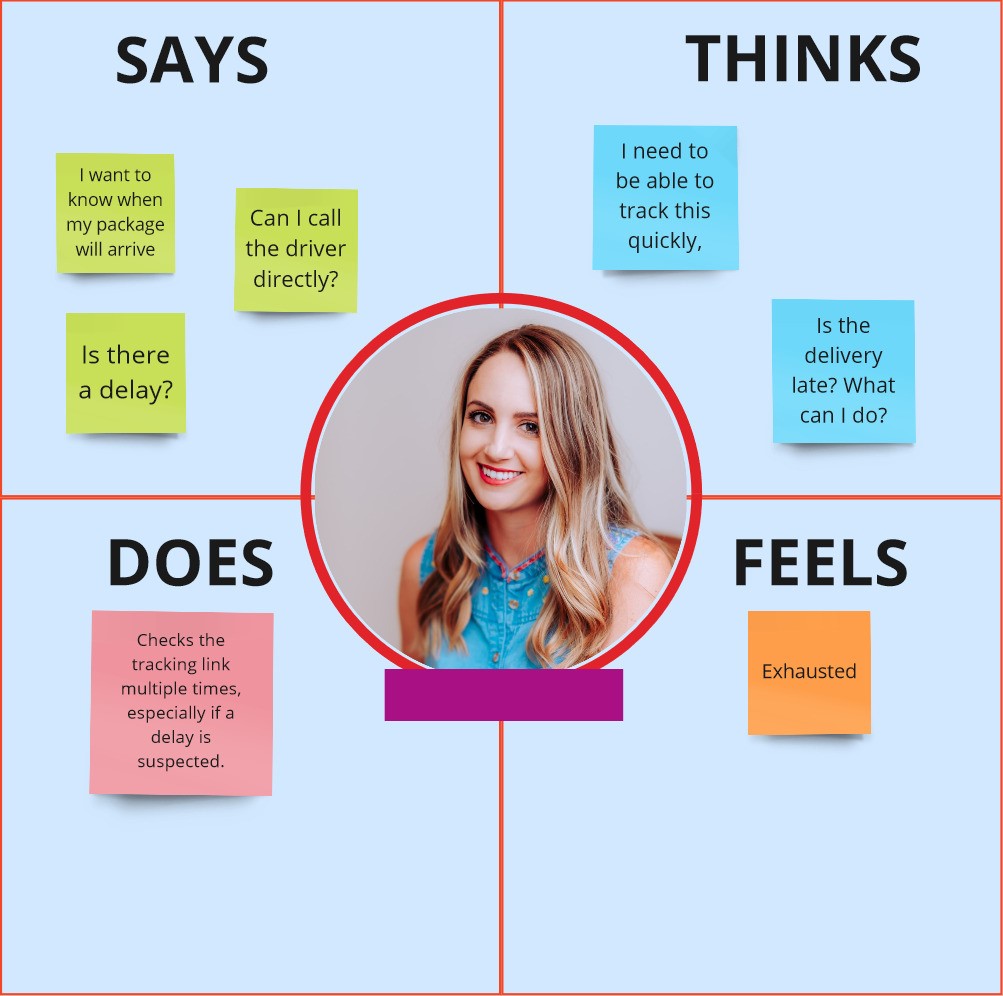 SAYS
I want to
know when
my package
will arrive
Can I call
the driver
directly?
Is there
a delay?
THINKS
I need to
be able to
track this
quickly,
Is the
delivery
late? What
can I do?
DOES
Checks the
tracking link
multiple times,
especially if a
delay is
suspected.
FEELS
Exhausted